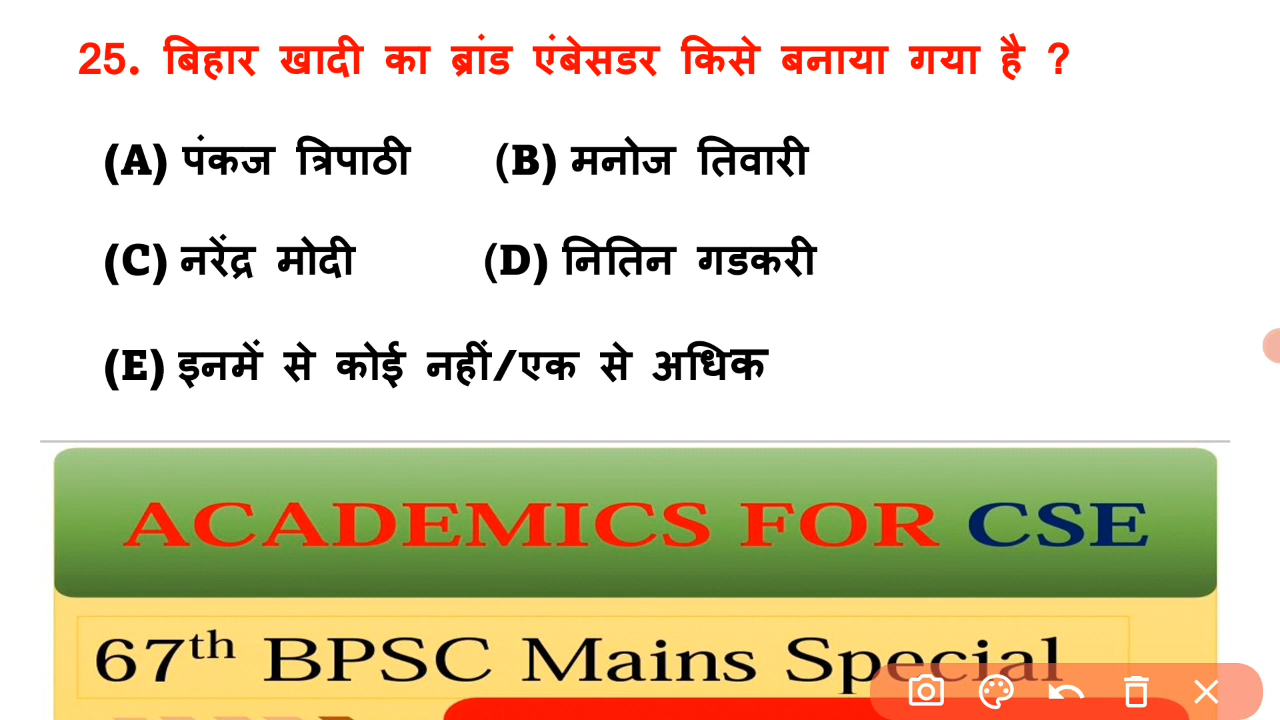 25. बिहार खादी का ब्रांड एंबेसडर किसे बनाया गया है ?
(A) पंकज त्रिपाठी (B) मनोज तिवारी
(C) नरेंद्र मोदी (D) नितिन गडकरी
(E) इनमें से कोई नहीं/एक से अधिक
ACADEMICS FOR CSE
67th BPSC Mains Special